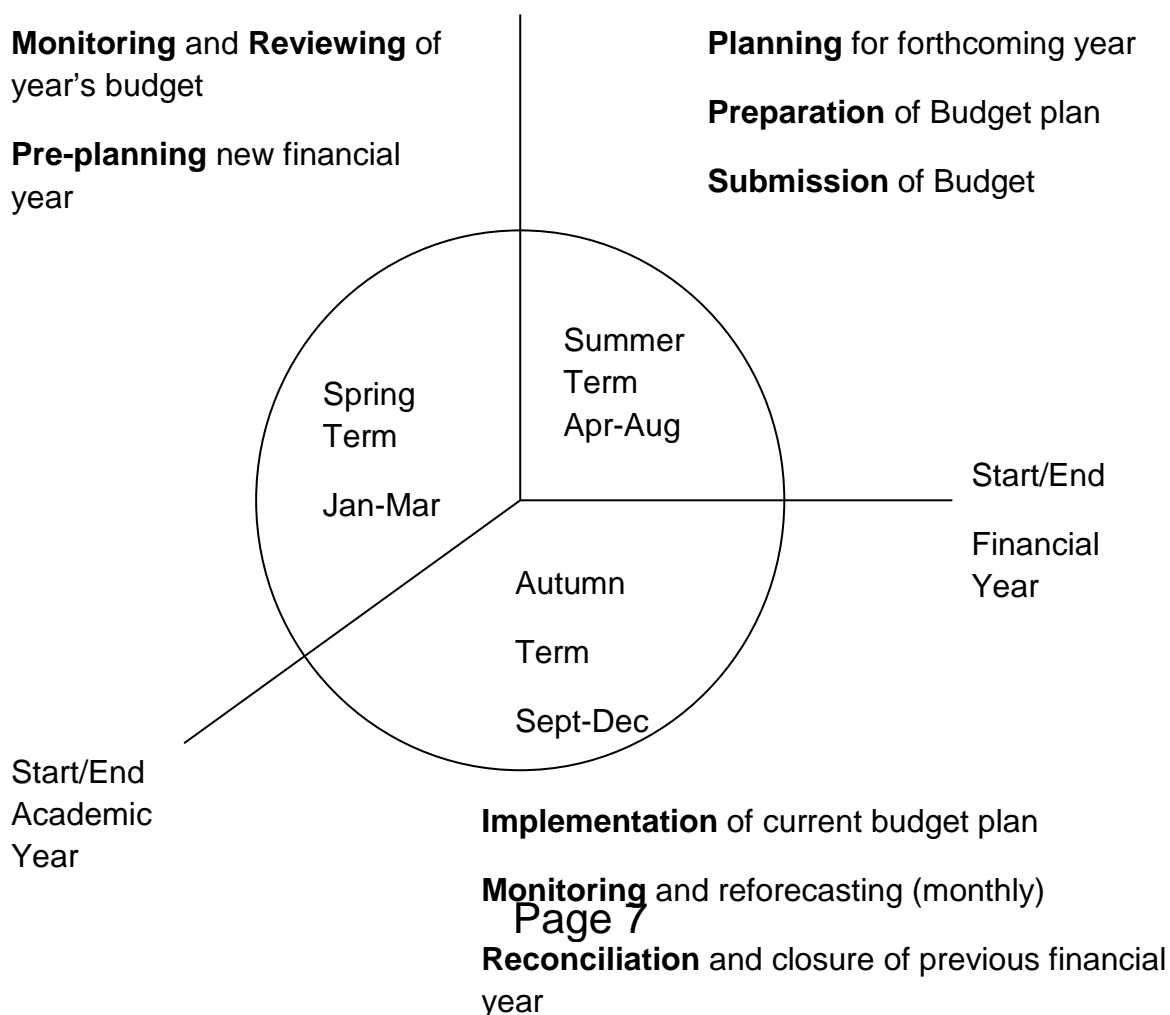 Monitoring and Reviewing of
year's budget
Pre-planning new financial
year
Planning for forthcoming year
Preparation of Budget plan
Submission of Budget
Summer
Term
Apr-Aug
Spring
Term
Jan-Mar
Start/End
Financial
Year
Autumn
Term
Sept-Dec
Start/End
Academic
Year
Implementation of current budget plan
Monitoring and reforecasting (monthly)
Page 7
Reconciliation and closure of previous financial
year